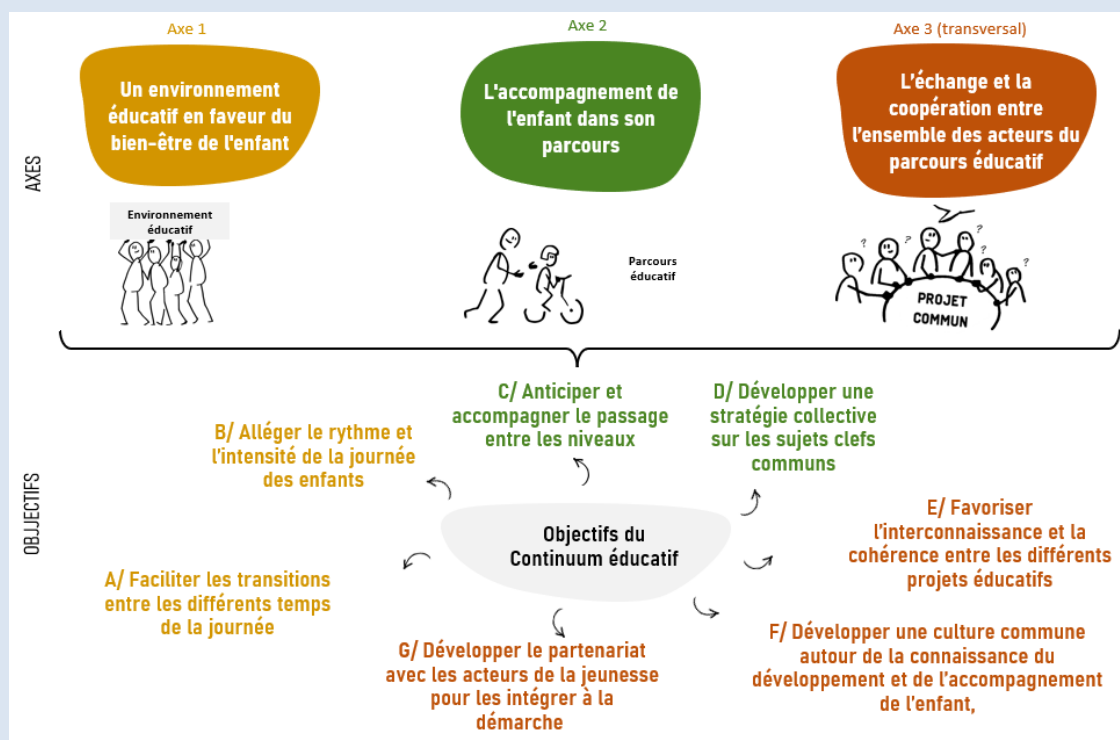 Axe 1
Un environnement
éducatif en faveur du
bien-être de l'enfant
Axe 2
L'accompagnement de
l'enfant dans son
parcours
Axe 3 (transversal)
L'échange et la
coopération entre
l'ensemble des acteurs du
parcours éducatif
AXES
Environnement
éducatif
Parcours
éducatif
?
?
?
?
?
PROJET
COMMUN
OBJJECTIFS
C/ Anticiper et
accompagner le passage
entre les niveaux
D/ Développer une
stratégie collective
sur les sujets clefs
communs
B/ Alléger le rythme et
l'intensité de la journée
des enfants
E/ Favoriser
l'interconnaissance et la
cohérence entre les différents
projets éducatifs
Objectifs du
Continuum éducatif
A/ Faciliter les transitions
entre les différents temps
de la journée
G/ Développer le partenariat
avec les acteurs de la jeunesse
pour les intégrer à la
démarche
F/ Développer une culture commune
autour de la connaissance du
développement et de l'accompagnement
de l'enfant,